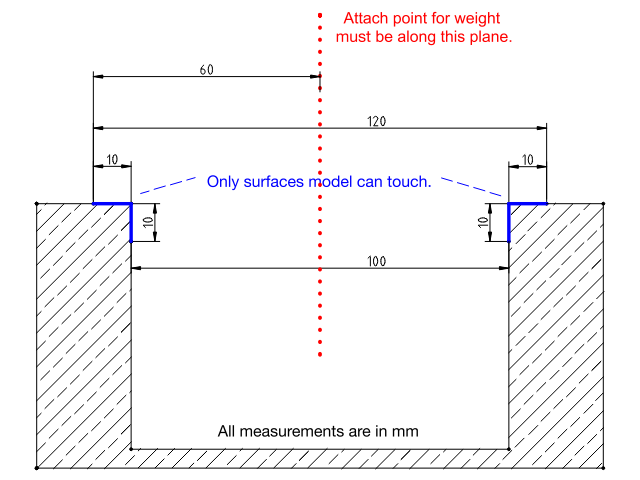 Attach point for weight
must be along this plane.
60
120
10
10
Only surfaces model can touch.
10
10
100
All measurements are in mm